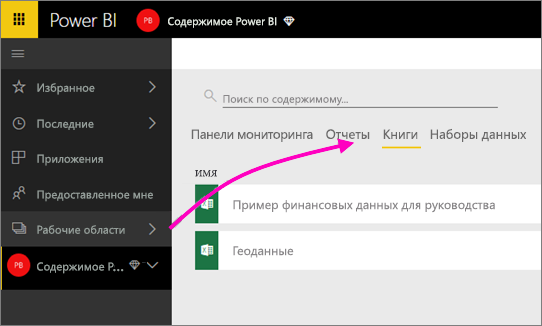 Power BI
PB
Содержимое Power BI
Избранное
Последние
Приложения
Предоставленное мне
Рабочие области
PB
Содержимое P...
Поиск по содержимому...
Панели мониторинга Отчеты Книги Наборы данных
имя
Пример финансовых данных для руководства
Геоданные